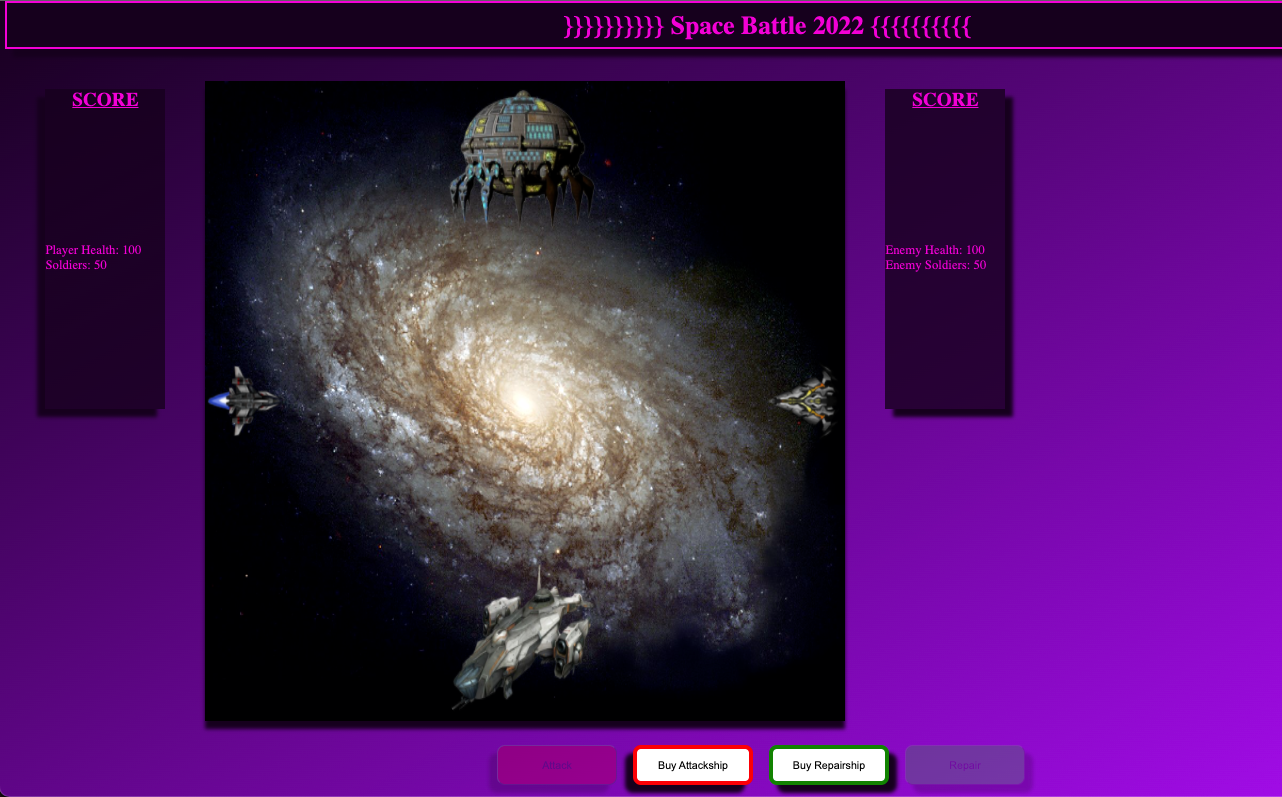 }}}}}}}}}} Space Battle 2022 {{{{{{{{{{
SCORE
Player Health: 100
Soldiers: 50
SCORE
Enemy Health: 100
Enemy Soldiers: 50
Attack
Buy Attackship
Buy Repairship
Repair